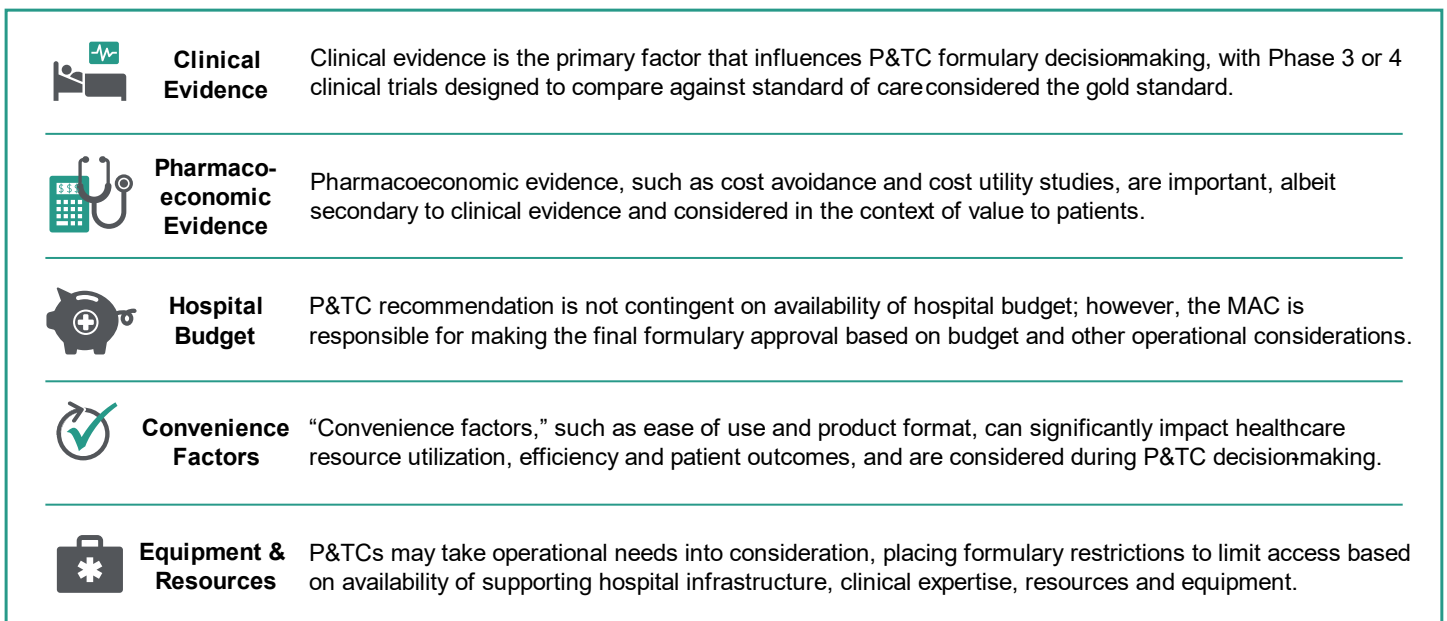 Clinical
Evidence
Clinical evidence is the primary factor that influences P&TC formulary decision-making, with Phase 3 or 4
clinical trials designed to compare against standard of care considered the gold standard.
$$$
Pharmaco-
economic
Evidence
Pharmacoeconomic evidence, such as cost avoidance and cost utility studies, are important, albeit
secondary to clinical evidence and considered in the context of value to patients.
Hospital
Budget
P&TC recommendation is not contingent on availability of hospital budget; however, the MAC is
responsible for making the final formulary approval based on budget and other operational considerations.
Convenience
Factors
“Convenience factors,” such as ease of use and product format, can significantly impact healthcare
resource utilization, efficiency and patient outcomes, and are considered during P&TC decision-making.
Equipment &
Resources
P&TCs may take operational needs into consideration, placing formulary restrictions to limit access based
on availability of supporting hospital infrastructure, clinical expertise, resources and equipment.